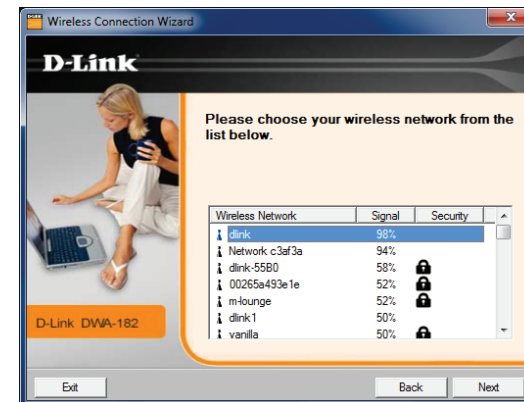 Wireless Connection Wizard
D-Link
Please choose your wireless network from the
list below.
Wireless Network Signal Security
dlink 98%
Network c3af3a 94%
dlink-55B0 58%
00265a493e1e 52%
m-lounge 52%
dlink1 50%
vanilla 50%
D-Link DWA-182
Exit Back Next